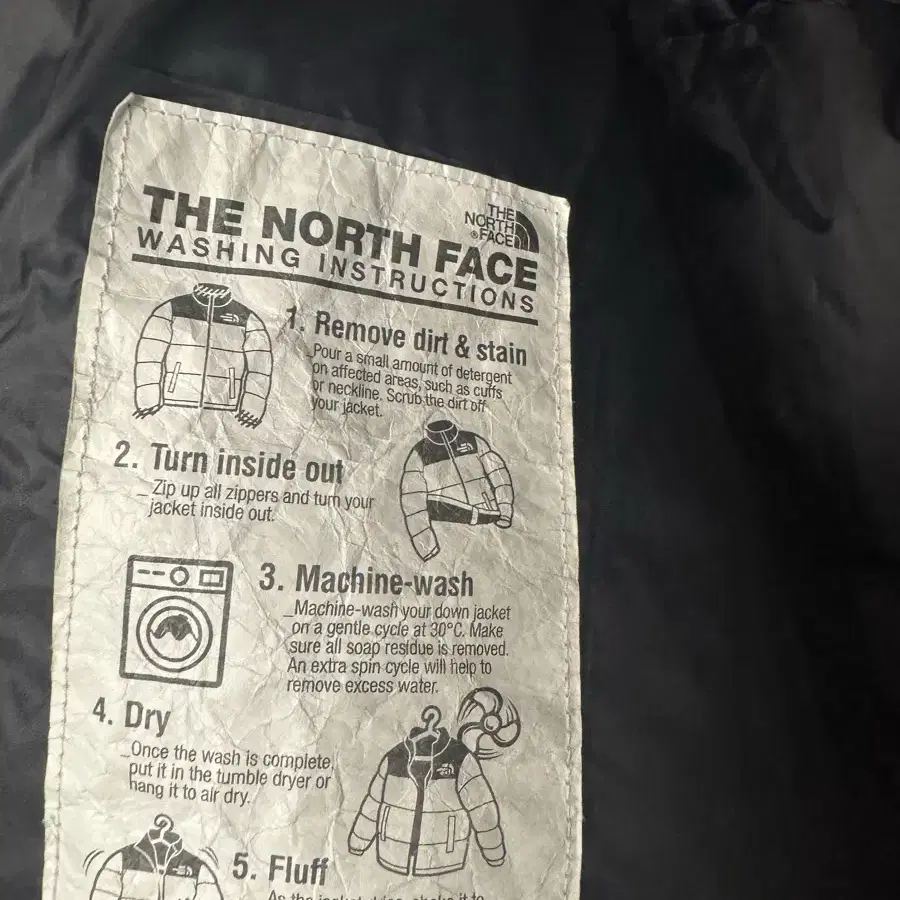 THE NORTH FACE
WASHING INSTRUCTIONS
THE
NORTH
®FACE
1. Remove dirt & stain
_Pour a small amount of detergent
on affected areas, such as cuffs
or neckline. Scrub the dirt off
your jacket.
2. Turn inside out
_Zip up all zippers and turn your
jacket inside out.
3. Machine-wash
_Machine-wash your down jacket
on a gentle cycle at 30°C. Make
sure all soap residue is removed.
An extra spin cycle will help to
remove excess water.
4. Dry
_Once the wash is complete,
put it in the tumble dryer or
hang it to air dry.
5. Fluff